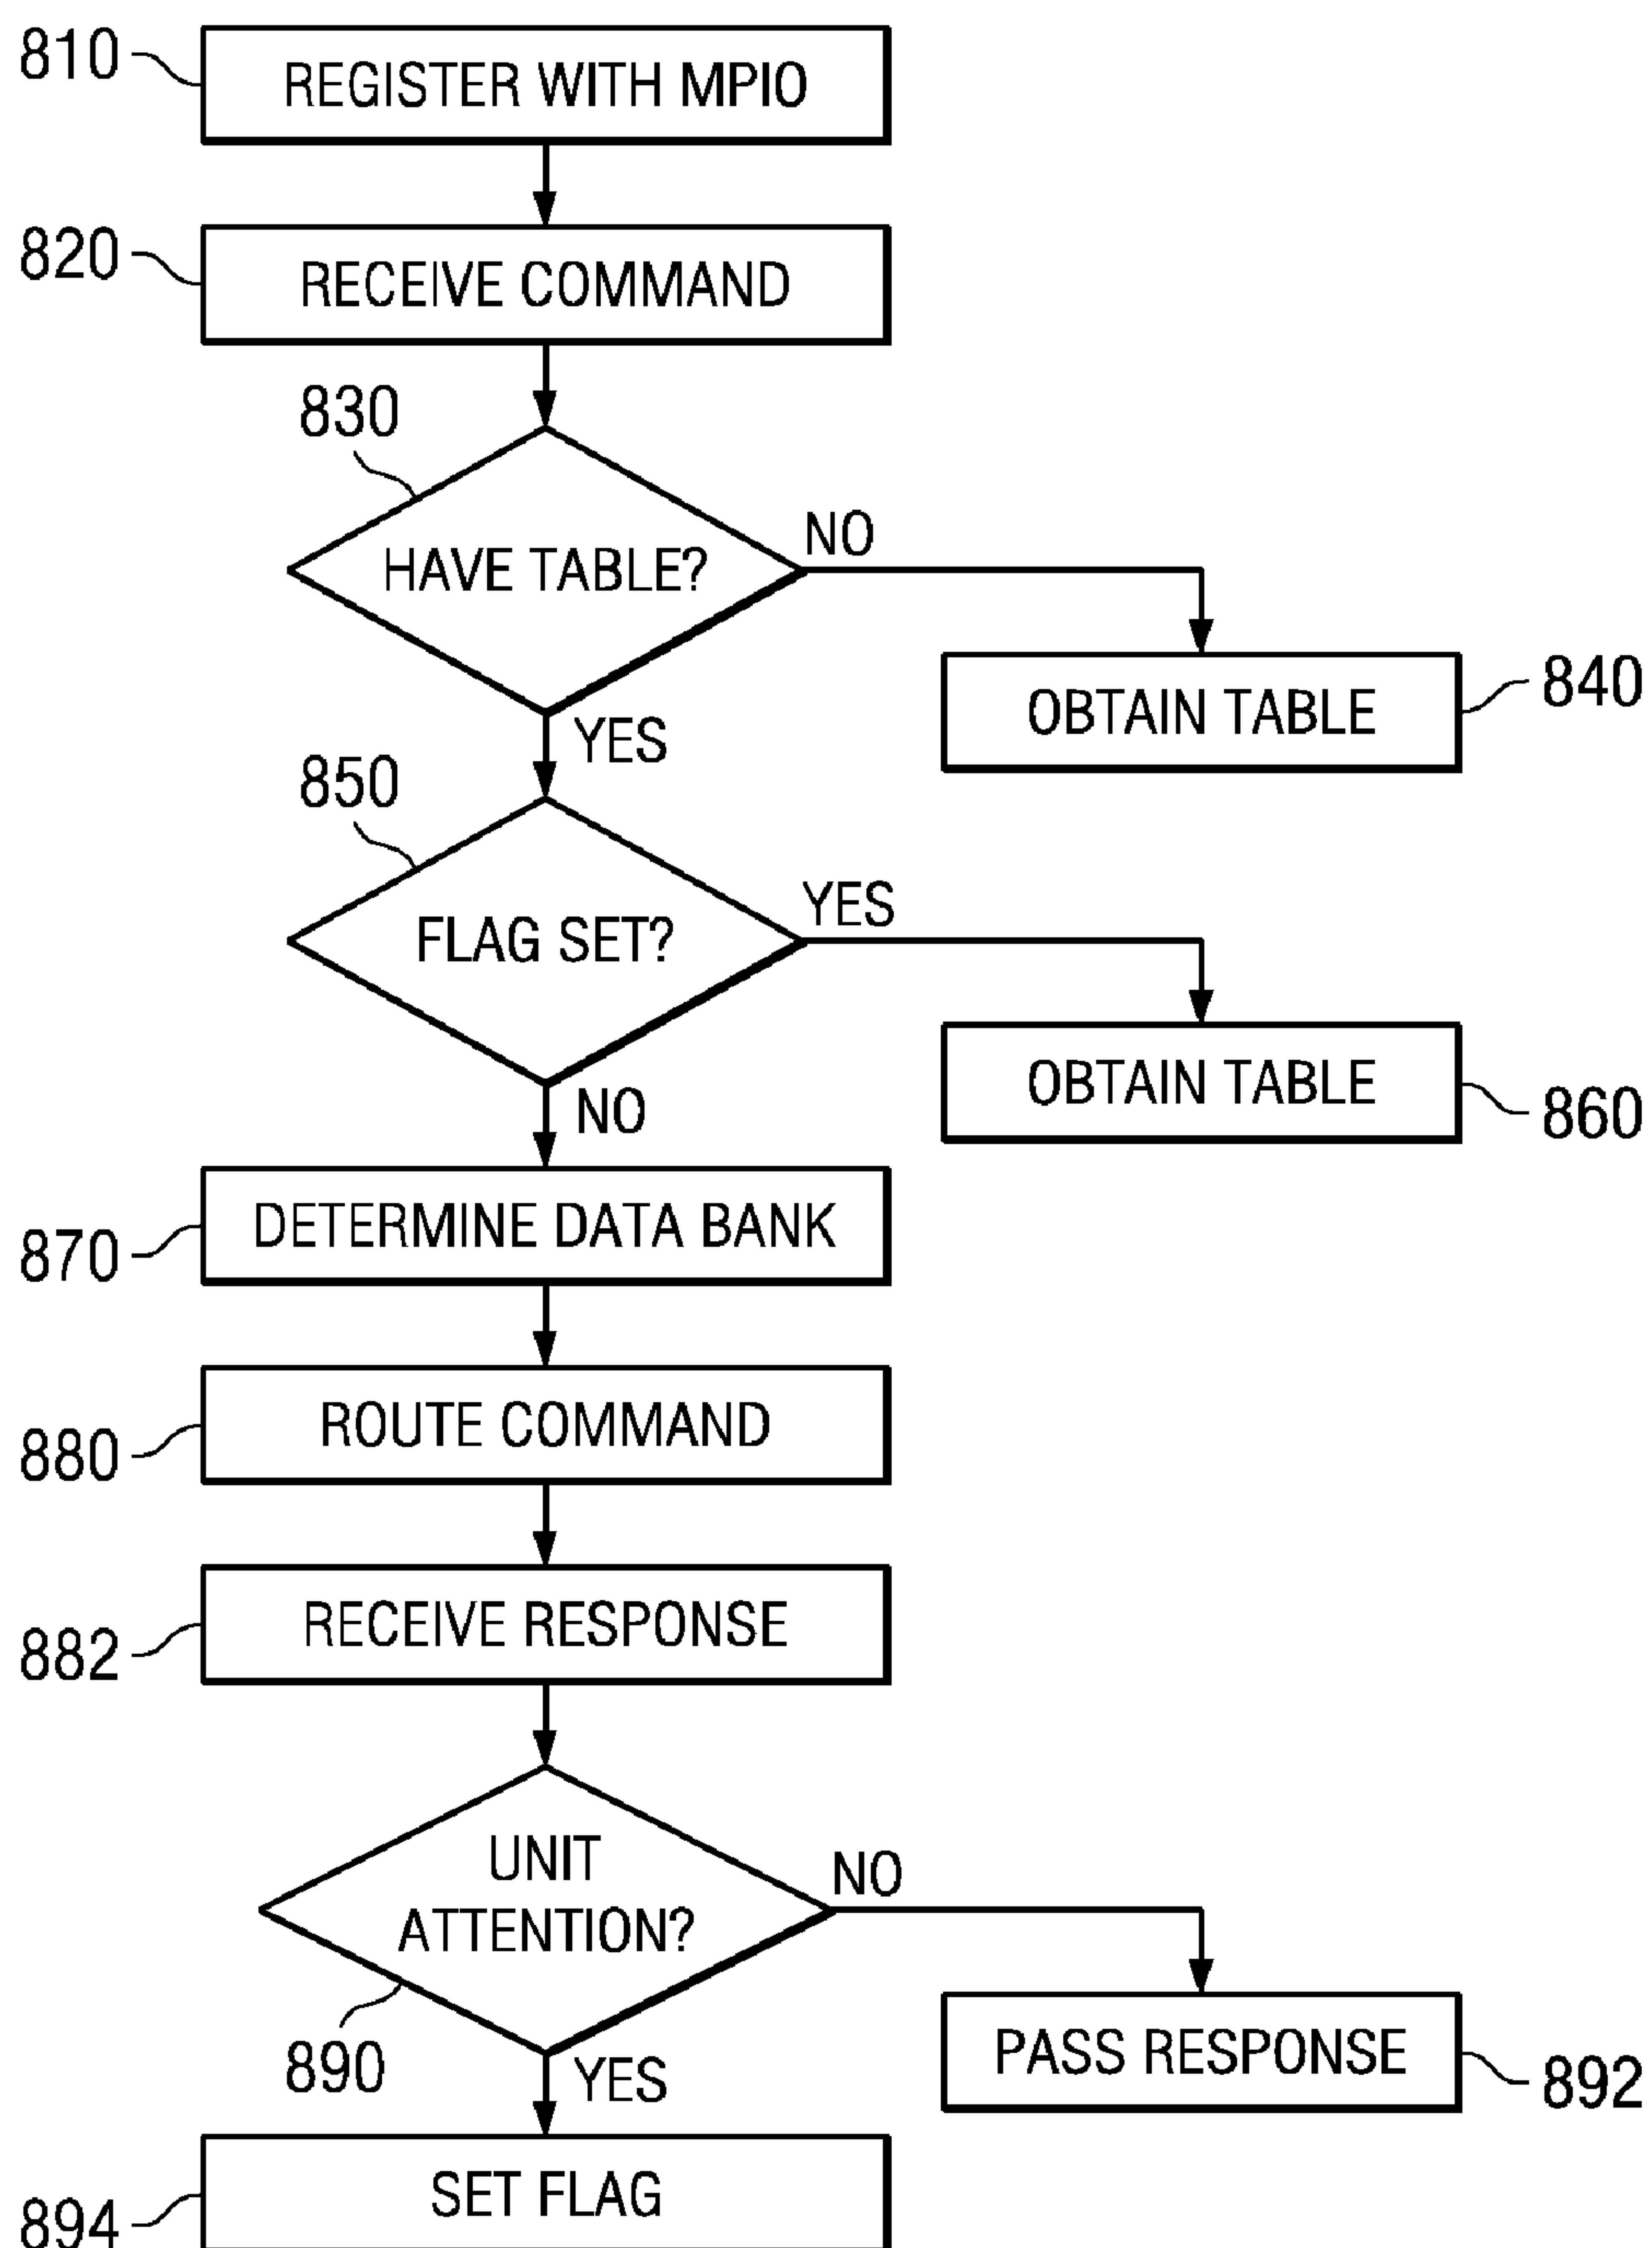 810
REGISTER WITH MPIO
820
RECEIVE COMMAND
830
HAVE TABLE?
NO
840
OBTAIN TABLE
YES
850
FLAG SET?
YES
860
OBTAIN TABLE
NO
870
DETERMINE DATA BANK
880
ROUTE COMMAND
882
RECEIVE RESPONSE
UNIT
ATTENTION?
NO
890
892
PASS RESPONSE
YES
894
SET FLAG